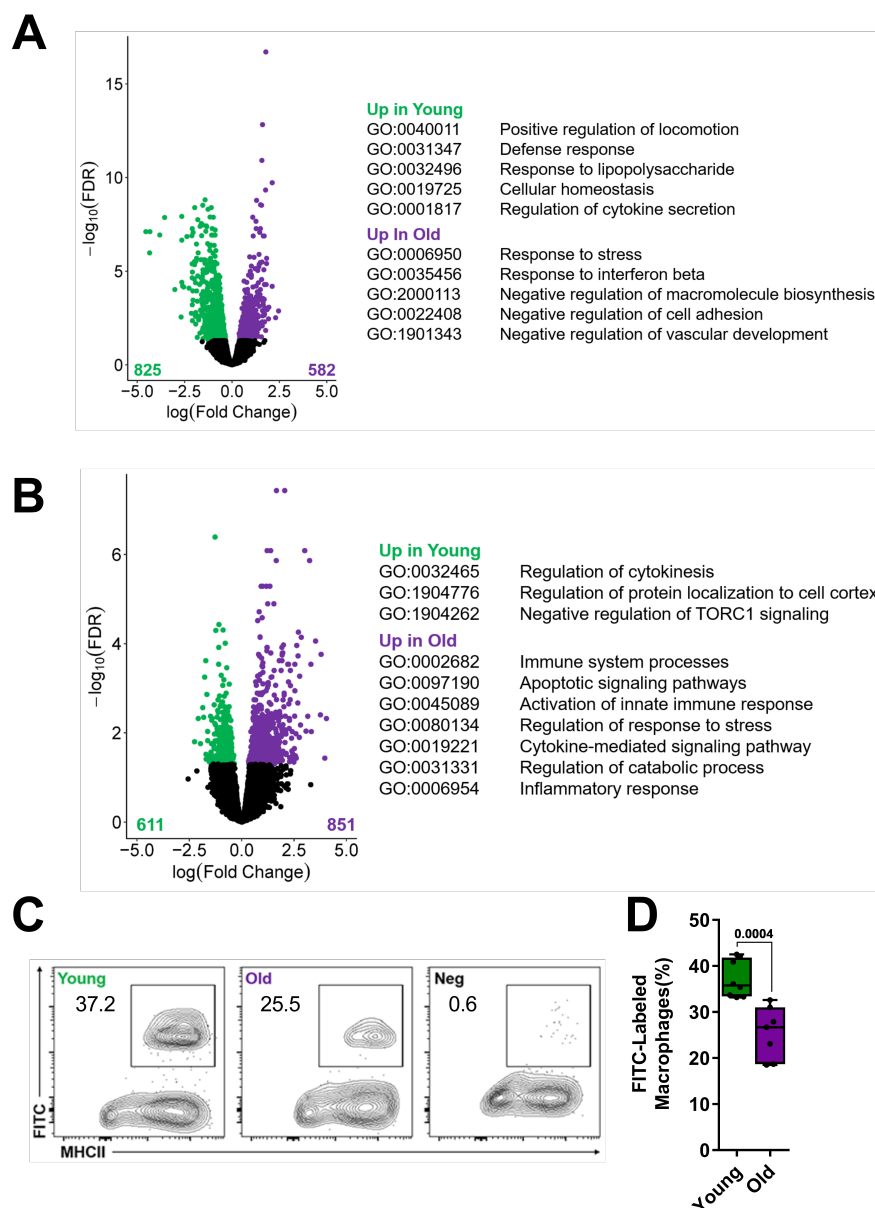 A
15
10
5
0
−log10(FDR)
825
582
−5.0 −2.5 0.0 2.5 5.0
log(Fold Change)
Up in Young
GO:0040011 Positive regulation of locomotion
GO:0031347 Defense response
GO:0032496 Response to lipopolysaccharide
GO:0019725 Cellular homeostasis
GO:0001817 Regulation of cytokine secretion
Up In Old
GO:0006950 Response to stress
GO:0035456 Response to interferon beta
GO:2000113 Negative regulation of macromolecule biosynthesis
GO:0022408 Negative regulation of cell adhesion
GO:1901343 Negative regulation of vascular development
B
6
4
2
0
−log10(FDR)
611
851
−5.0 −2.5 0.0 2.5 5.0
log(Fold Change)
Up in Young
GO:0032465 Regulation of cytokinesis
GO:1904776 Regulation of protein localization to cell cortex
GO:1904262 Negative regulation of TORC1 signaling
Up in Old
GO:0002682 Immune system processes
GO:0097190 Apoptotic signaling pathways
GO:0045089 Activation of innate immune response
GO:0080134 Regulation of response to stress
GO:0019221 Cytokine-mediated signaling pathway
GO:0031331 Regulation of catabolic process
GO:0006954 Inflammatory response
C
Young
37.2
Old
25.5
Neg
0.6
FITC
MHCII
D
50
40
30
20
10
0
FITC-Labeled
Macrophages(%)
0.0004
Young
Old